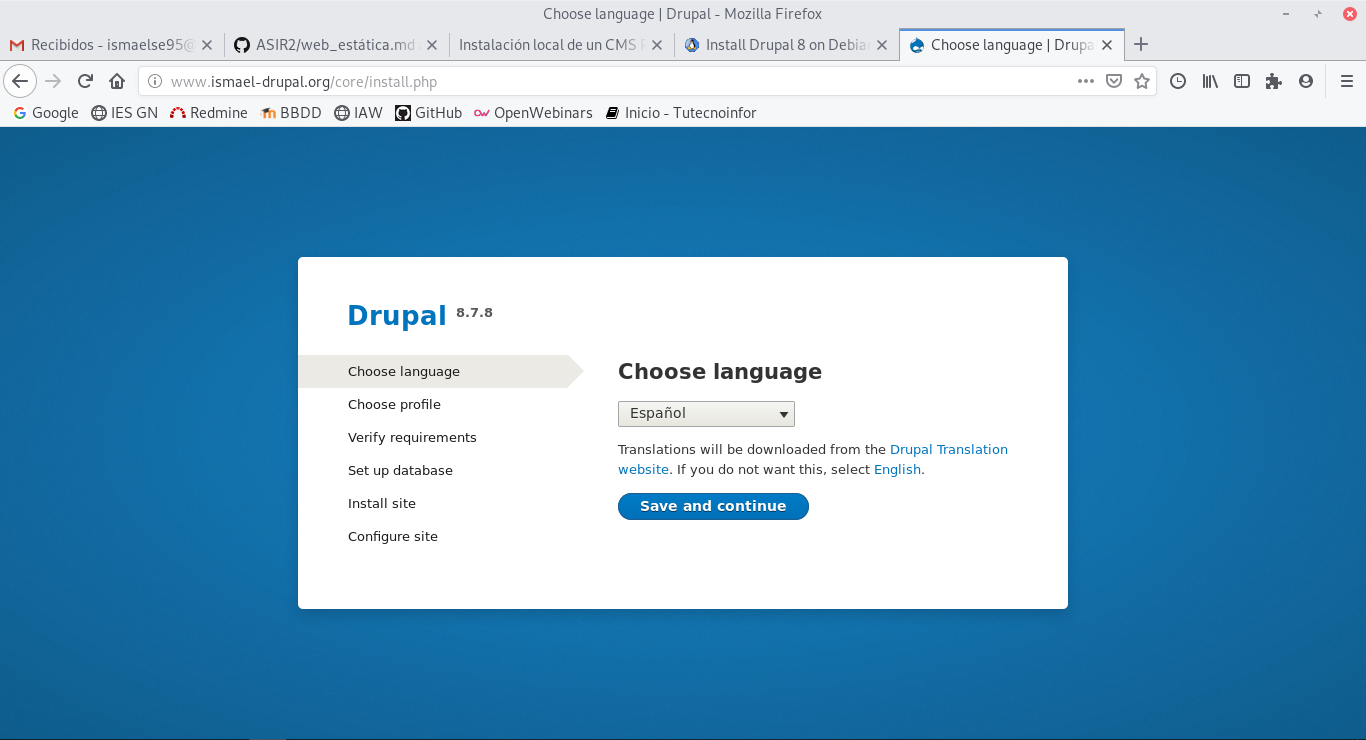 Choose language | Drupal - Mozilla Firefox
Recibidos - ismaelse95@ ASIR2/web_estática.md Instalación local de un CMS Install Drupal 8 on Debian Choose language | Drupa
www.ismael-drupal.org/core/install.php
Google IES GN Redmine BBDD IAW GitHub OpenWebinars Inicio - Tutecnoinfor
Drupal 8.7.8
Choose language
Choose profile
Verify requirements
Set up database
Install site
Configure site
Choose language
Español
Translations will be downloaded from the Drupal Translation
website. If you do not want this, select English.
Save and continue